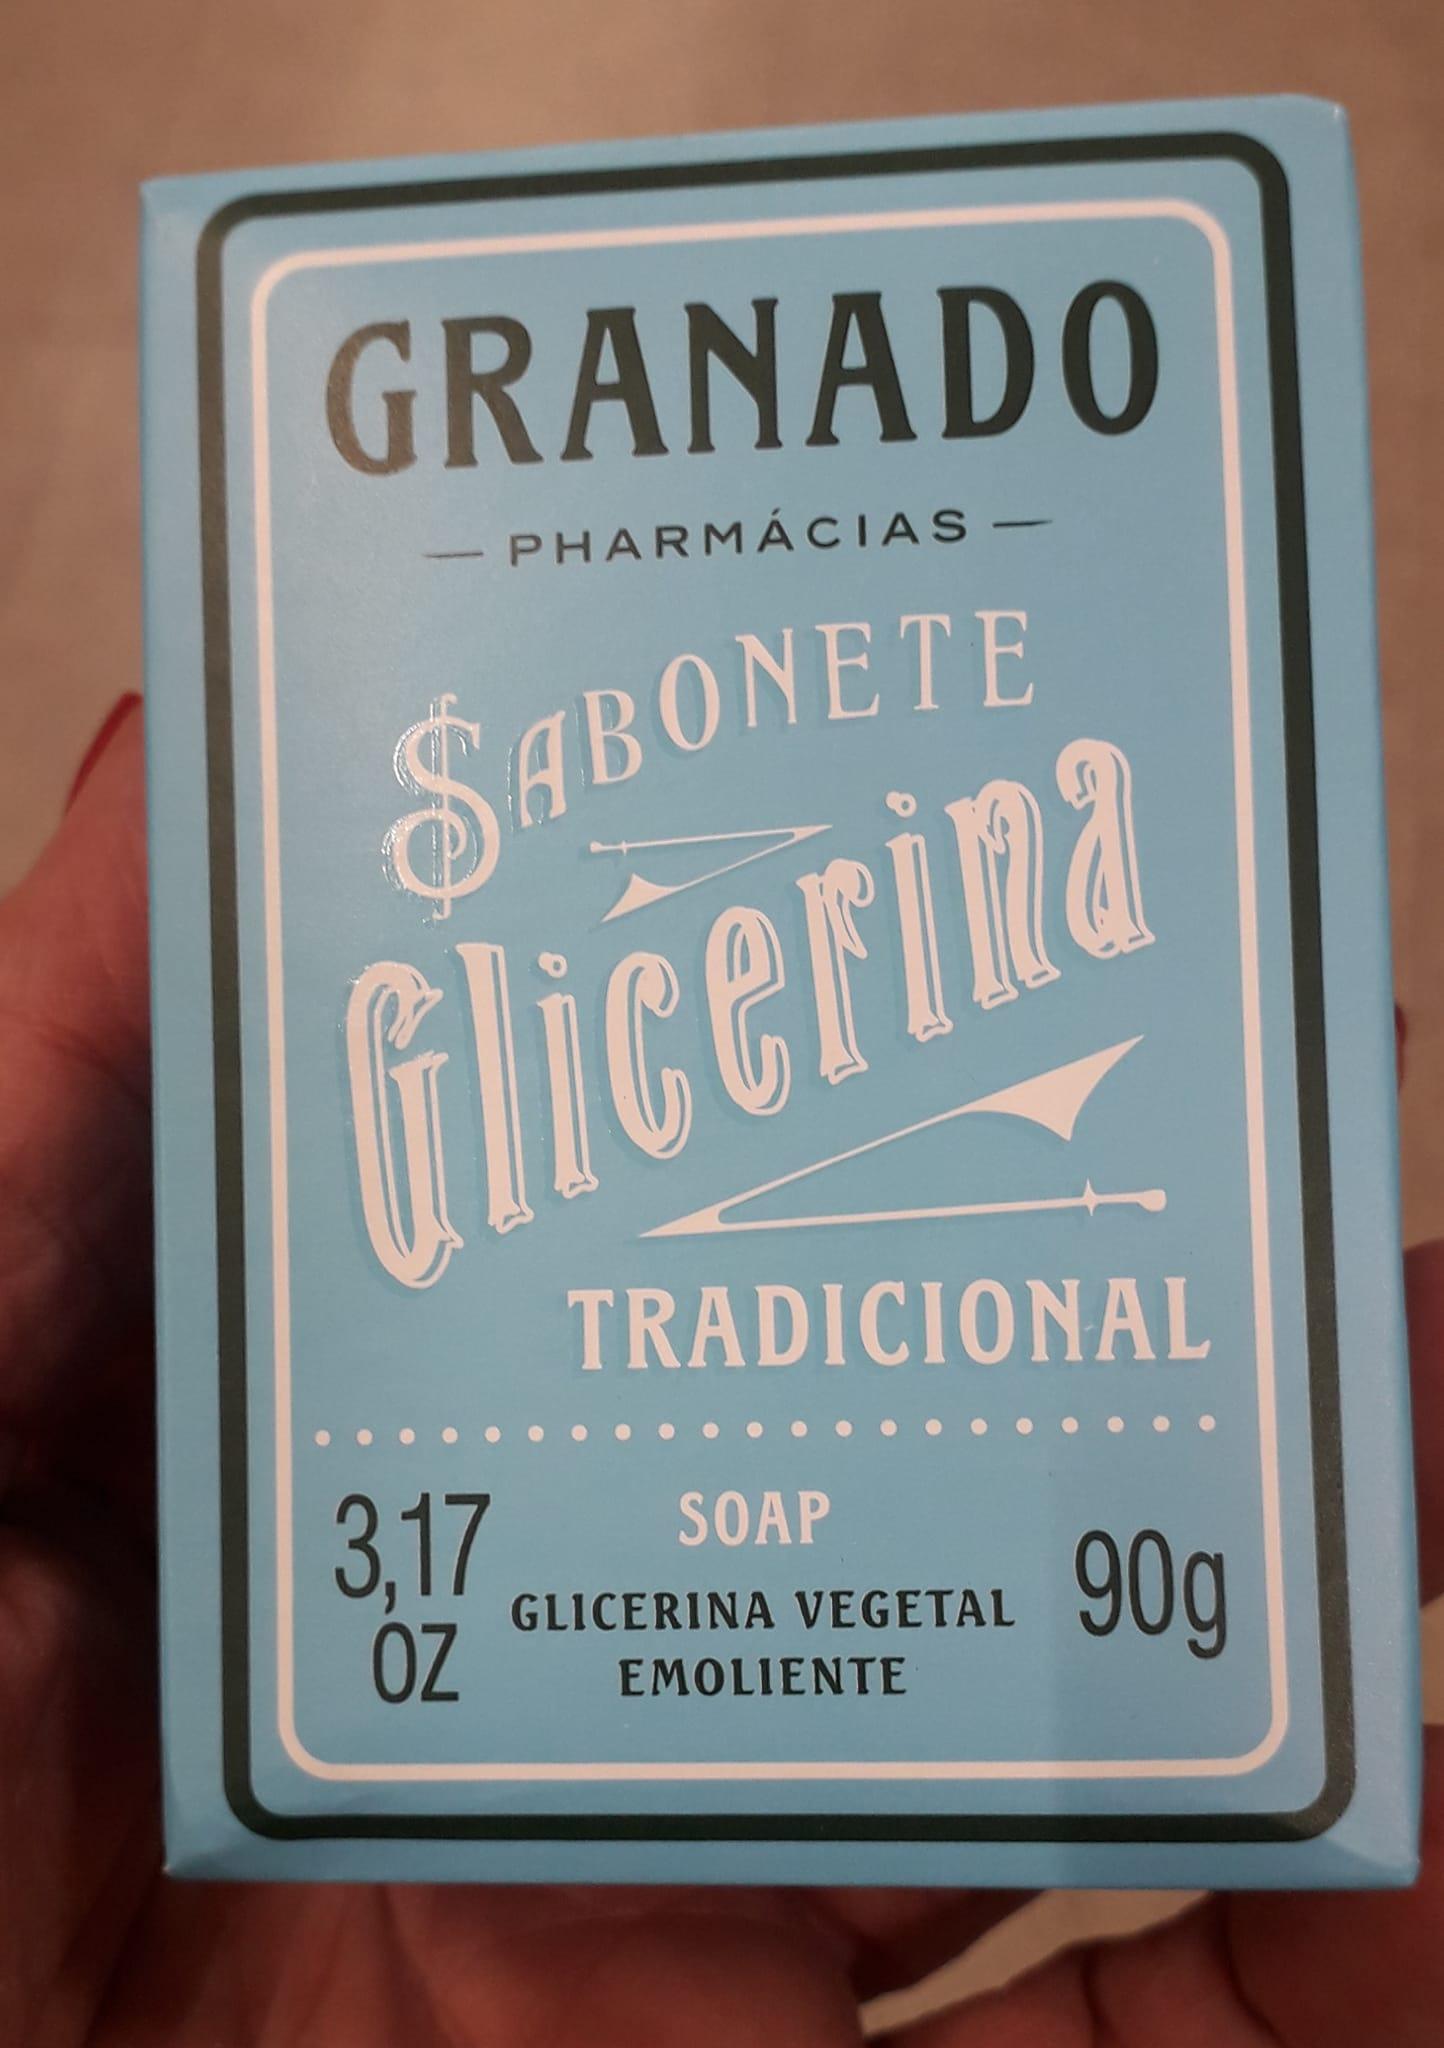 GRANADO
— PHARMÁCIAS —
SABONETE
Glicerina
TRADICIONAL
SOAP
3,17
OZ
GLICERINA VEGETAL
EMOLIENTE
90g